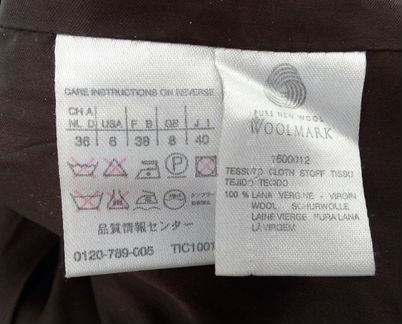 CARE INSTRUCTIONS ON REVERSE
CH A
NL D USA F B GB J I
36 6 38 8 40
品質情報センター
0120-789-005 TIC1001
PURE NEW WOOL
WOOLMARK
1600012
TESSUTO CLOTH STOFF TISSU
TEJIDO TECIDO
100 % LANA VERGINE - VIRGIN
WOOL SCHURWOLLE
LAINE VIERGE PURA LANA
LÃ VIRGEM